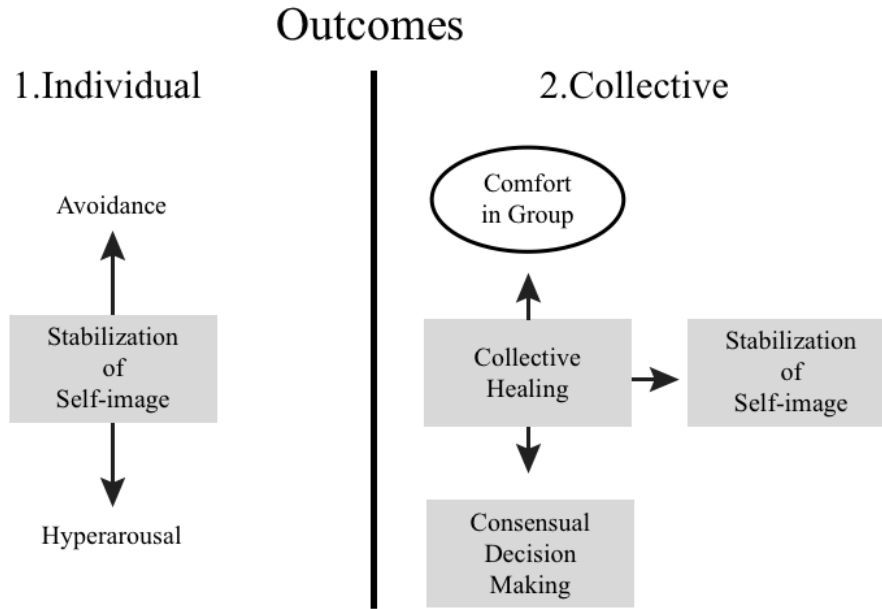 Outcomes
1.Individual
2.Collective
Avoidance
Stabilization
of
Self-image
Hyperarousal
Comfort
in Group
Collective
Healing
Stabilization
of
Self-image
Consensual
Decision
Making